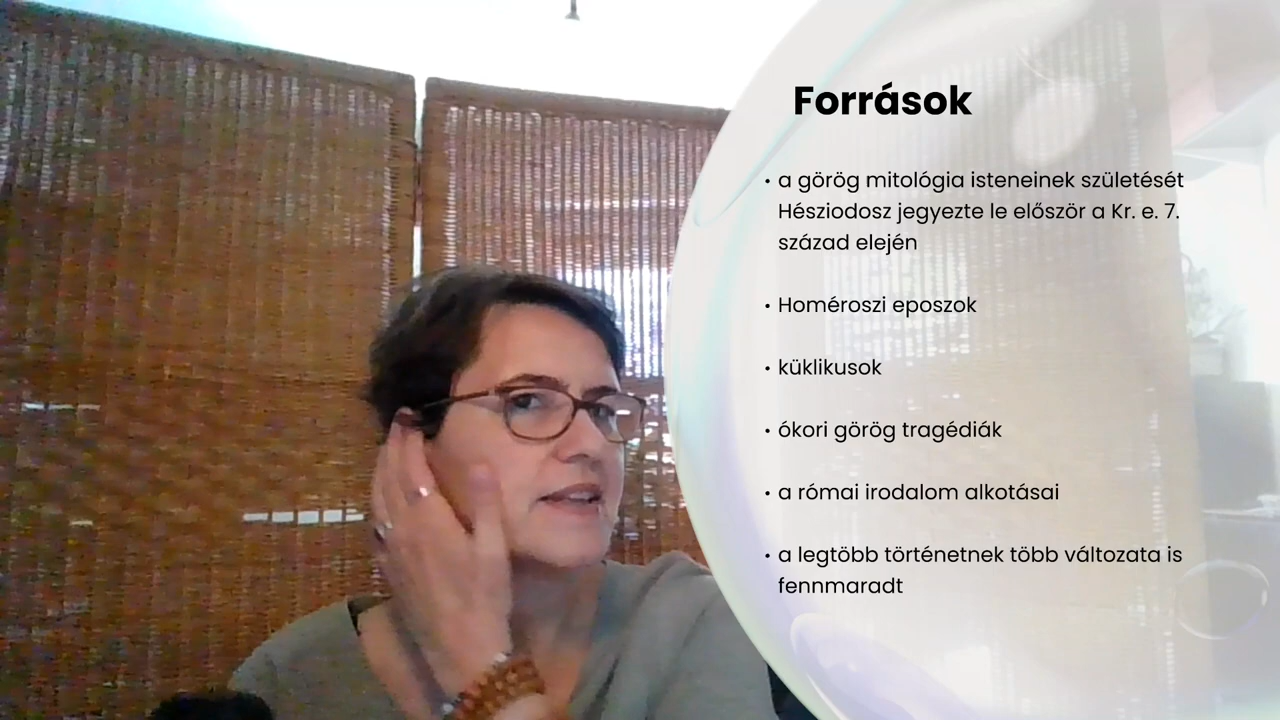 Források
• a görög mitológia isteneinek születését
Hésziodosz jegyezte le először a Kr. e. 7.
század elején
• Homéroszi eposzok
• küklikusok
• ókori görög tragédiák
• a római irodalom alkotásai
• a legtöbb történetnek több változata is
fennmaradt